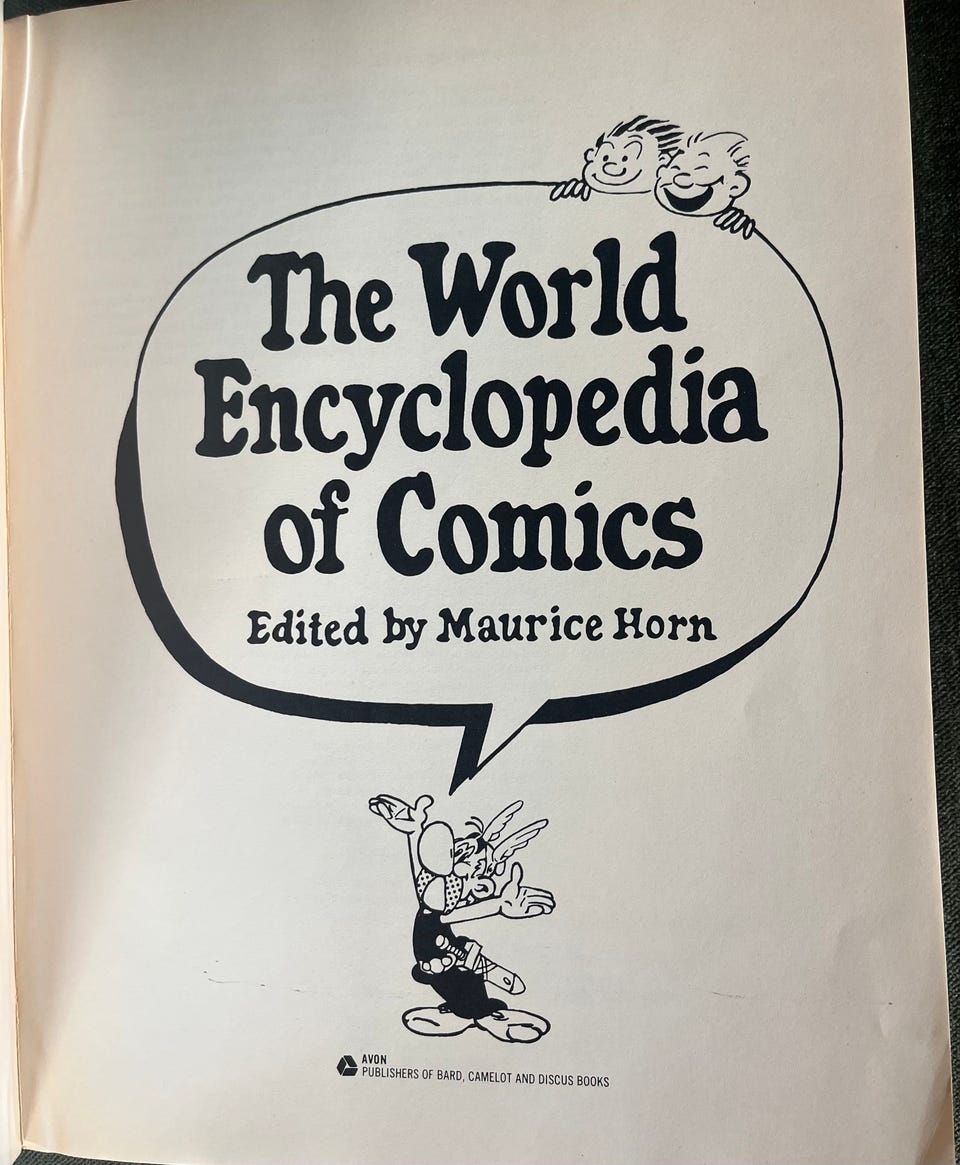 The World
Encyclopedia
of Comics
Edited by Maurice Horn
AVON
PUBLISHERS OF BARD, CAMELOT AND DISCUS BOOKS